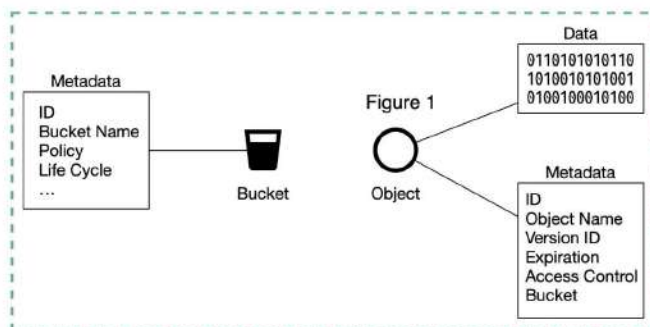 Metadata
ID
Bucket Name
Policy
Life Cycle
...
Bucket
Figure 1
Object
Data
0110101010110
1010010101001
0100100010100
Metadata
ID
Object Name
Version ID
Expiration
Access Control
Bucket